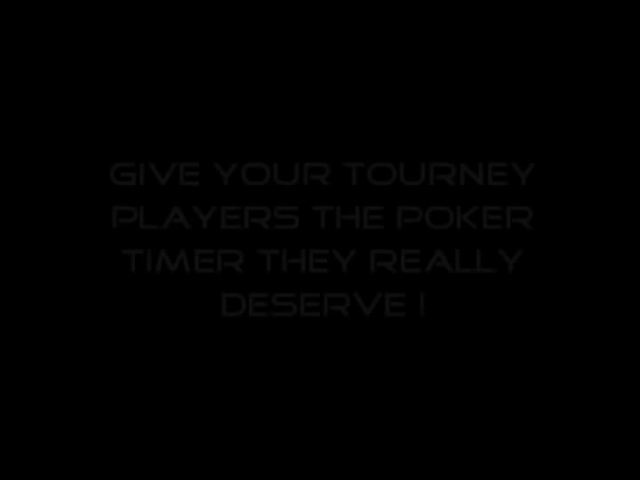 GIVE YOUR TOURNEY
PLAYERS THE POKER
TIMER THEY REALLY
DESERVE !